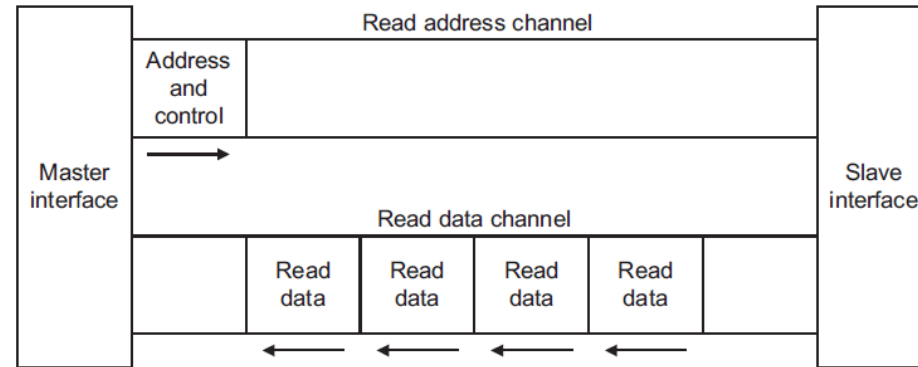 Read address channel
Address
and
control
Master
interface
Slave
interface
Read data channel
Read
data
Read
data
Read
data
Read
data